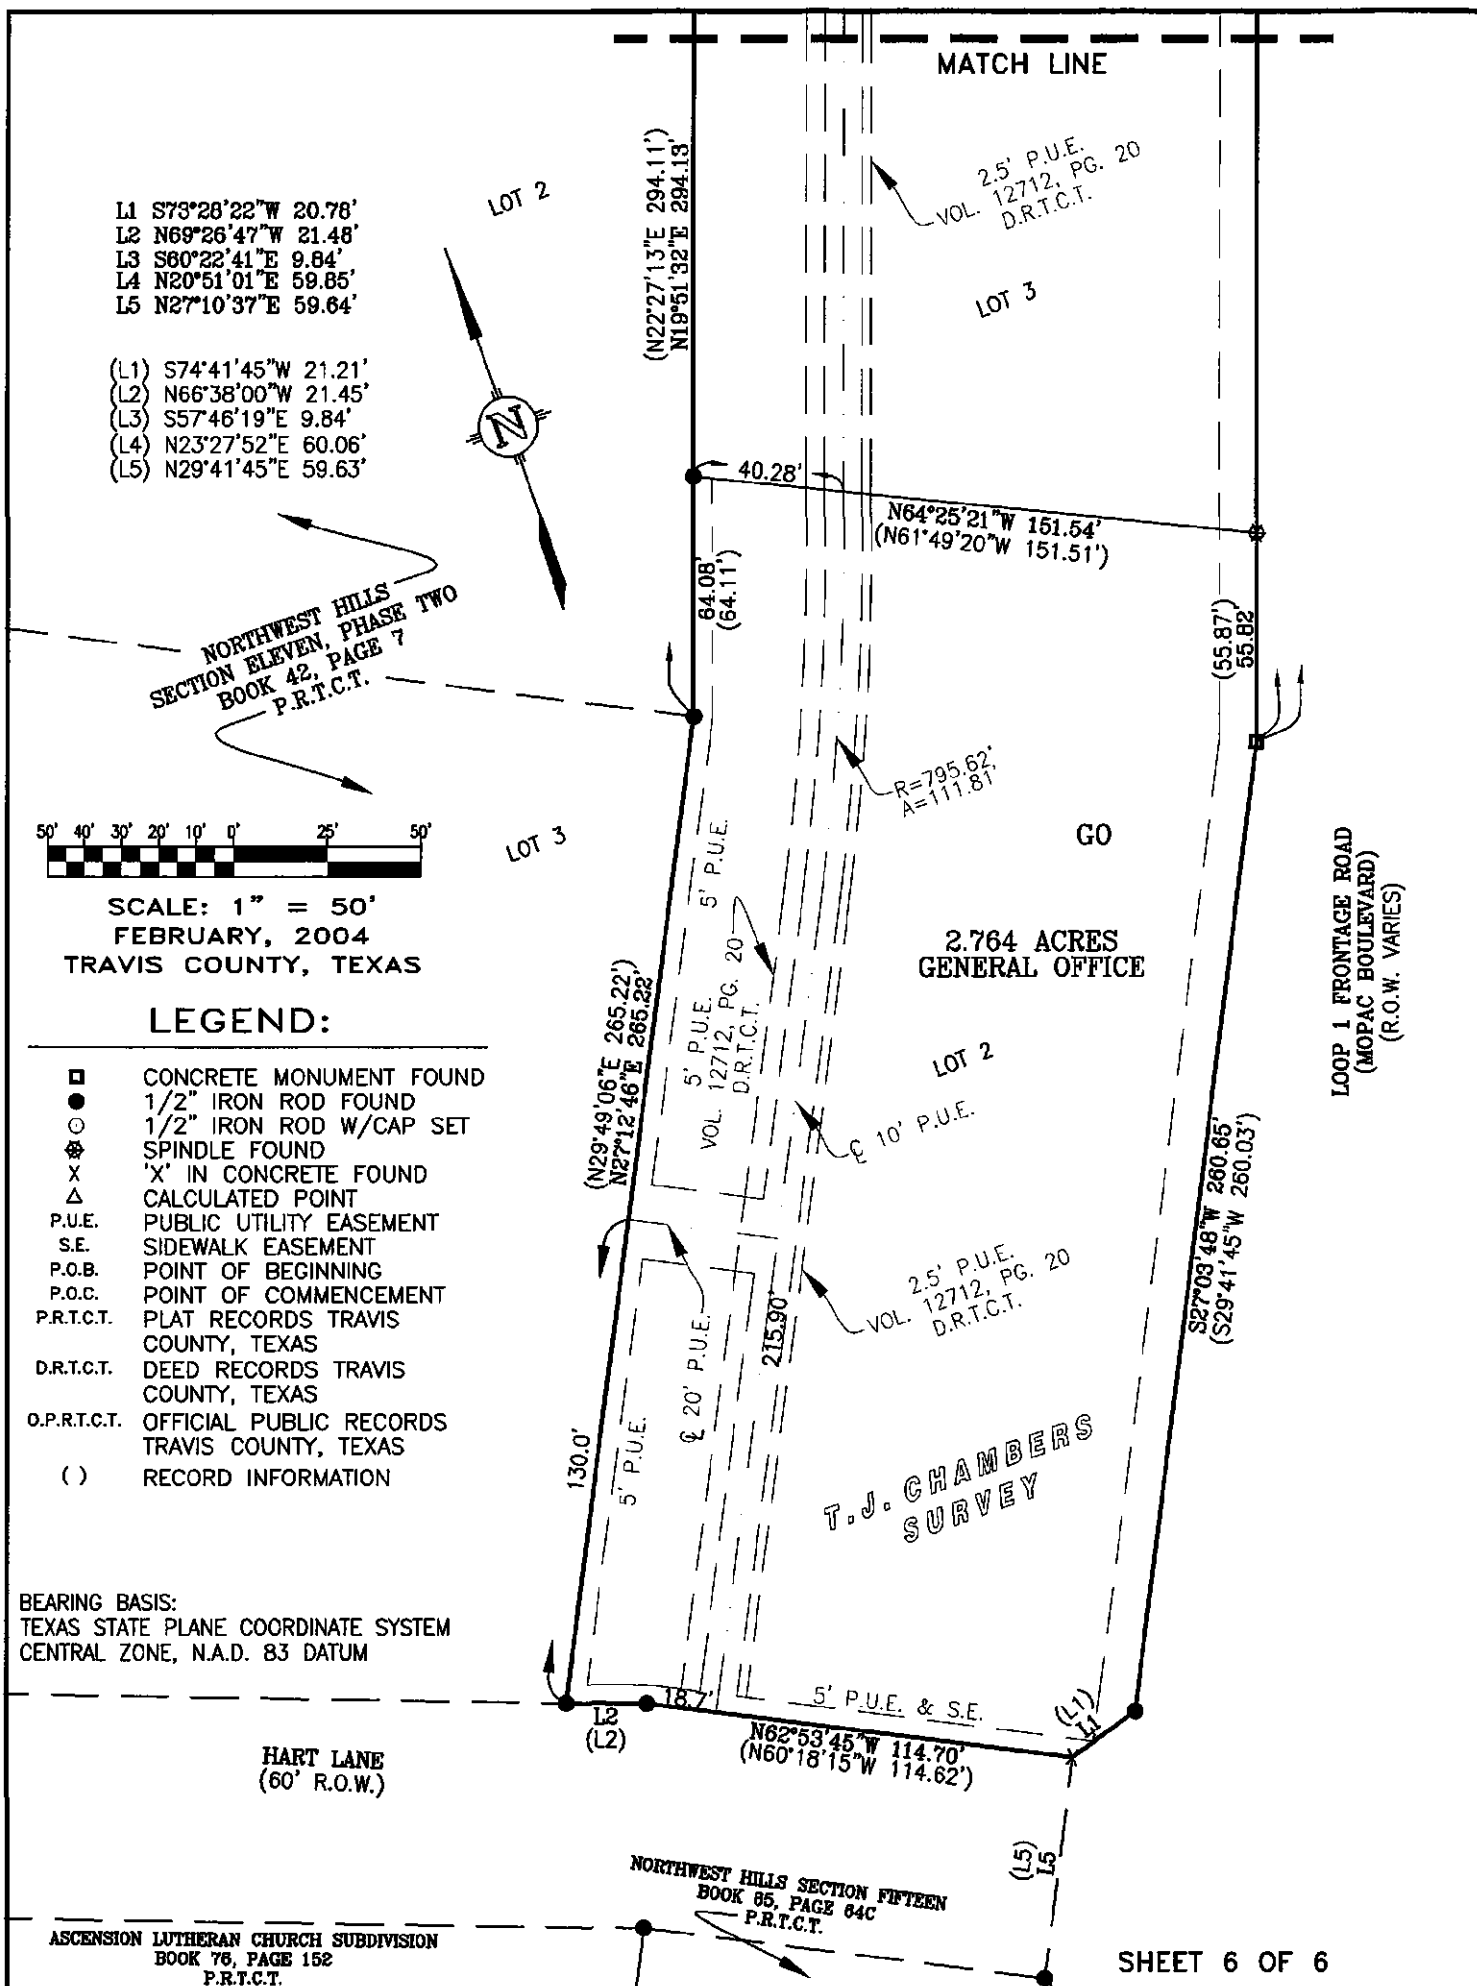 MATCH LINE
L1 S73°28'22"W 20.78'
L2 N69°26'47"W 21.48'
L3 S60°22'41"E 9.84'
L4 N20°51'01"E 59.85'
L5 N27°10'37"E 59.64'
(L1) S74°41'45"W 21.21'
(L2) N66°38'00"W 21.45'
(L3) S57°46'19"E 9.84'
(L4) N23°27'52"E 60.06'
(L5) N29°41'45"E 59.63'
LOT 2
N
(N22°27'13"E 294.11')
N19°51'32"E 294.13'
2.5' P.U.E.
VOL. 12712, PG. 20
D.R.T.C.T.
LOT 3
40.28'
N64°25'21"W 151.54'
(N61°49'20"W 151.51')
64.08'
(64.11')
(55.87')
55.82'
NORTHWEST HILLS
SECTION ELEVEN, PHASE TWO
BOOK 42, PAGE 7
P.R.T.C.T.
R=795.62',
A=111.81'
LOT 3
50' 40' 30' 20' 10' 0' 25' 50'
SCALE: 1" = 50'
FEBRUARY, 2004
TRAVIS COUNTY, TEXAS
GO
2.764 ACRES
GENERAL OFFICE
LOT 2
LOOP 1 FRONTAGE ROAD
(MOPAC BOULEVARD)
(R.O.W. VARIES)
5' P.U.E.
5' P.U.E.
VOL. 12712, PG. 20
D.R.T.C.T.
(N29°49'06"E 265.22')
N27°12'46"E 265.22'
℄ 10' P.U.E.
S27°03'48"W 260.65'
(S29°41'45"W 260.03')
LEGEND:
CONCRETE MONUMENT FOUND
1/2" IRON ROD FOUND
1/2" IRON ROD W/CAP SET
SPINDLE FOUND
X 'X' IN CONCRETE FOUND
△ CALCULATED POINT
P.U.E. PUBLIC UTILITY EASEMENT
S.E. SIDEWALK EASEMENT
P.O.B. POINT OF BEGINNING
P.O.C. POINT OF COMMENCEMENT
P.R.T.C.T. PLAT RECORDS TRAVIS
COUNTY, TEXAS
D.R.T.C.T. DEED RECORDS TRAVIS
COUNTY, TEXAS
O.P.R.T.C.T. OFFICIAL PUBLIC RECORDS
TRAVIS COUNTY, TEXAS
( ) RECORD INFORMATION
2.5' P.U.E.
VOL. 12712, PG. 20
D.R.T.C.T.
215.90'
℄ 20' P.U.E.
5' P.U.E.
130.0'
T.J. CHAMBERS
SURVEY
BEARING BASIS:
TEXAS STATE PLANE COORDINATE SYSTEM
CENTRAL ZONE, N.A.D. 83 DATUM
18.7'
5' P.U.E. & S.E.
(L1)
L1
L2
(L2)
N62°53'45"W 114.70'
(N60°18'15"W 114.62')
HART LANE
(60' R.O.W.)
(L5)
L5
NORTHWEST HILLS SECTION FIFTEEN
BOOK 85, PAGE 64C
P.R.T.C.T.
ASCENSION LUTHERAN CHURCH SUBDIVISION
BOOK 76, PAGE 152
P.R.T.C.T.
SHEET 6 OF 6